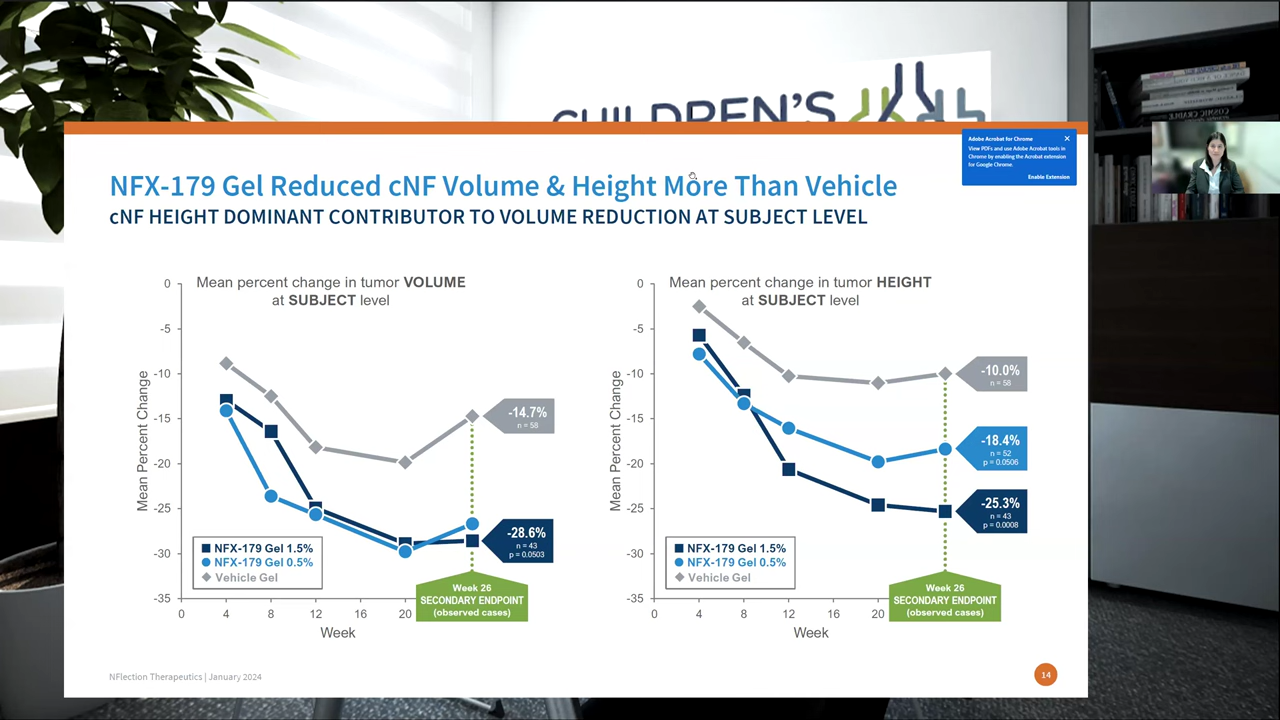 CHILDREN'S
Adobe Acrobat for Chrome
View PDFs and use Adobe Acrobat tools in
Chrome by enabling the Acrobat extension
for Google Chrome.
Enable Extension
NFX-179 Gel Reduced cNF Volume & Height More Than Vehicle
cNF HEIGHT DOMINANT CONTRIBUTOR TO VOLUME REDUCTION AT SUBJECT LEVEL
Mean percent change in tumor VOLUME
at SUBJECT level
Mean Percent Change
0
-5
-10
-15
-20
-25
-30
-35
-14.7%
n = 58
-28.6%
n = 43
p = 0.0503
NFX-179 Gel 1.5%
NFX-179 Gel 0.5%
Vehicle Gel
Week 26
SECONDARY ENDPOINT
(observed cases)
0 4 8 12 16 20
Week
Mean percent change in tumor HEIGHT
at SUBJECT level
Mean Percent Change
0
-5
-10
-15
-20
-25
-30
-35
-10.0%
n = 58
-18.4%
n = 52
p = 0.0506
-25.3%
n = 43
p = 0.0008
NFX-179 Gel 1.5%
NFX-179 Gel 0.5%
Vehicle Gel
Week 26
SECONDARY ENDPOINT
(observed cases)
0 4 8 12 16 20
Week
NFlection Therapeutics | January 2024
14